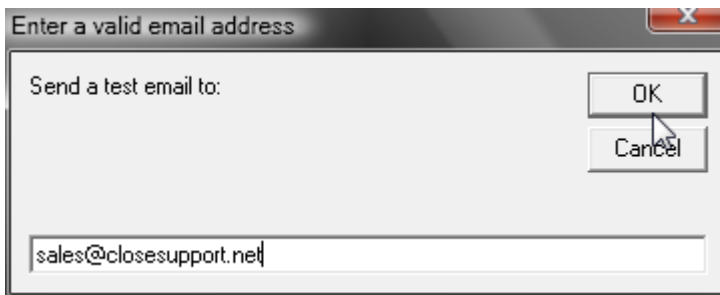 Enter a valid email address
Send a test email to:
OK
Cancel
sales@closesupport.net